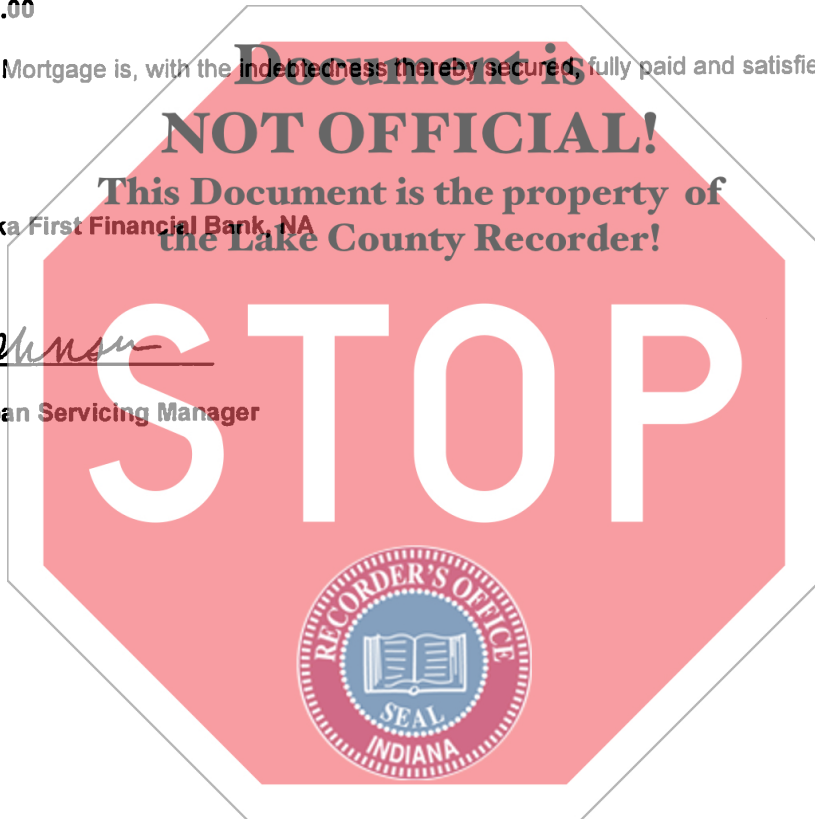 .00
Mortgage is, with the indebtedness thereby secured, fully paid and satisfie
Document is
NOT OFFICIAL!
This Document is the property of
the Lake County Recorder!
ka First Financial Bank, NA
an Servicing Manager
STOP
RECORDER'S OFFICE
SEAL
INDIANA